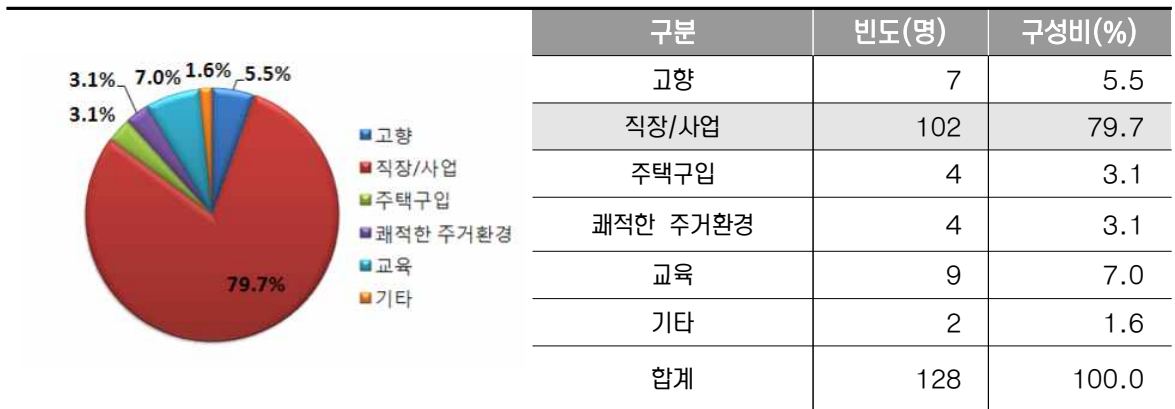 3.1% 7.0% 1.6% 5.5%
3.1%
79.7%
고향
직장/사업
주택구입
쾌적한 주거환경
교육
기타
구분 빈도(명) 구성비(%)
고향 7 5.5
직장/사업 102 79.7
주택구입 4 3.1
쾌적한 주거환경 4 3.1
교육 9 7.0
기타 2 1.6
합계 128 100.0